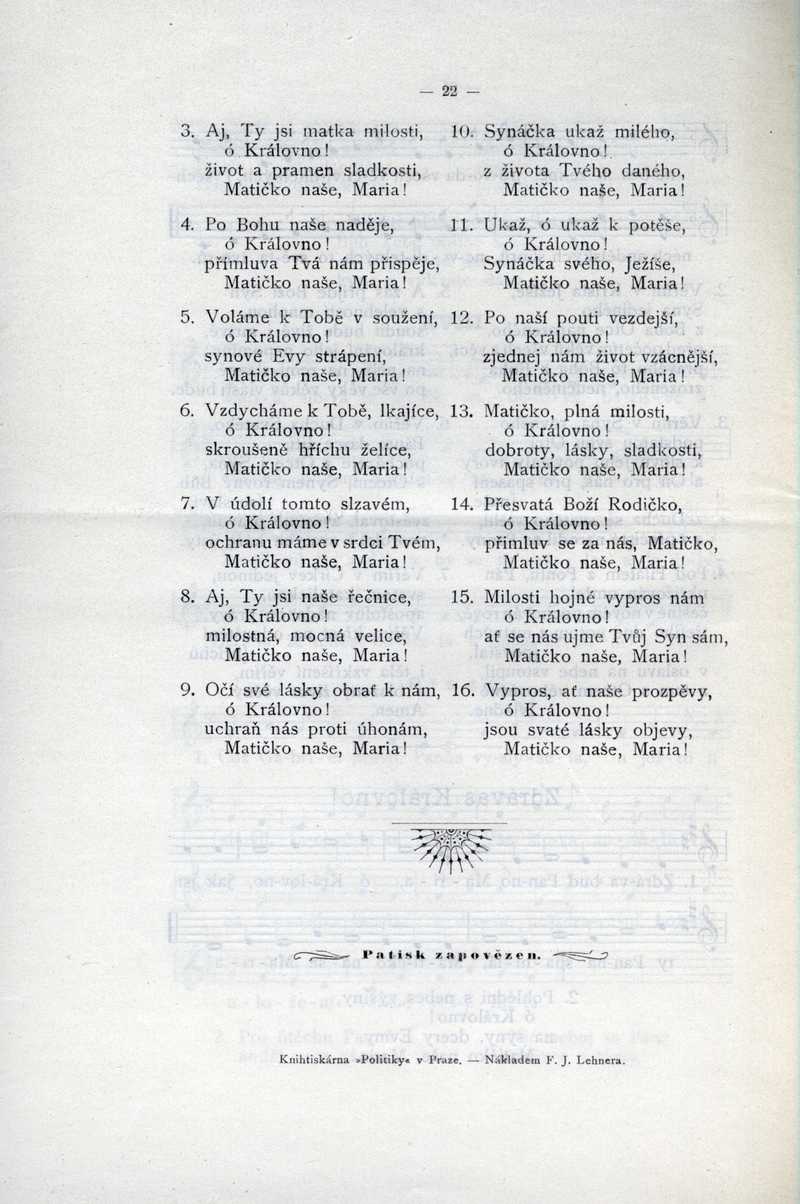 — 22 —
3. Aj, Ty jsi matka milosti,
ó Královno!
život a pramen sladkosti,
Matičko naše, Maria!
4. Po Bohu naše naděje,
ó Královno!
přímluva Tvá nám přispěje,
Matičko naše, Maria!
5. Voláme k Tobě v soužení,
ó Královno!
synové Evy strápení,
Matičko naše, Maria!
6. Vzdycháme k Tobě, lkajíce,
ó Královno!
skroušeně hříchu želíce,
Matičko naše, Maria!
7. V údolí tomto slzavém,
ó Královno!
ochranu máme v srdci Tvém,
Matičko naše, Maria!
8. Aj, Ty jsi naše řečnice,
ó Královno!
milostná, mocná velice,
Matičko naše, Maria!
9. Očí své lásky obrať k nám,
ó Královno!
uchraň nás proti úhonám,
Matičko naše, Maria!
10. Synáčka ukaž milého,
ó Královno!
z života Tvého daného,
Matičko naše, Maria!
11. Ukaž, ó ukaž k potěše,
ó Královno!
Synáčka svého, Ježíše,
Matičko naše, Maria!
12. Po naší pouti vezdejší,
ó Královno!
zjednej nám život vzácnější,
Matičko naše, Maria!
13. Matičko, plná milosti,
ó Královno!
dobroty, lásky, sladkosti,
Matičko naše, Maria!
14. Přesvatá Boží Rodičko,
ó Královno!
přimluv se za nás, Matičko,
Matičko naše, Maria!
15. Milosti hojné vypros nám
ó Královno!
ať se nás ujme Tvůj Syn sám,
Matičko naše, Maria!
16. Vypros, ať naše prozpěvy,
ó Královno!
jsou svaté lásky objevy,
Matičko naše, Maria!
Patisk zapovězen.
Knihtiskárna »Politiky« v Praze. — Nákladem F. J. Lehnera.